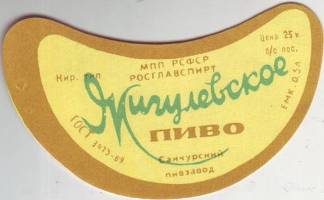 МПП РСФСР
РОСГЛАВСПИРТ
Кир. тип.
Цена 25 к.
б/с пос.
Жигулевское
ПИВО
ЕМК. 0,5 л
ГОСТ 3473-69
Санчурский
пивзавод